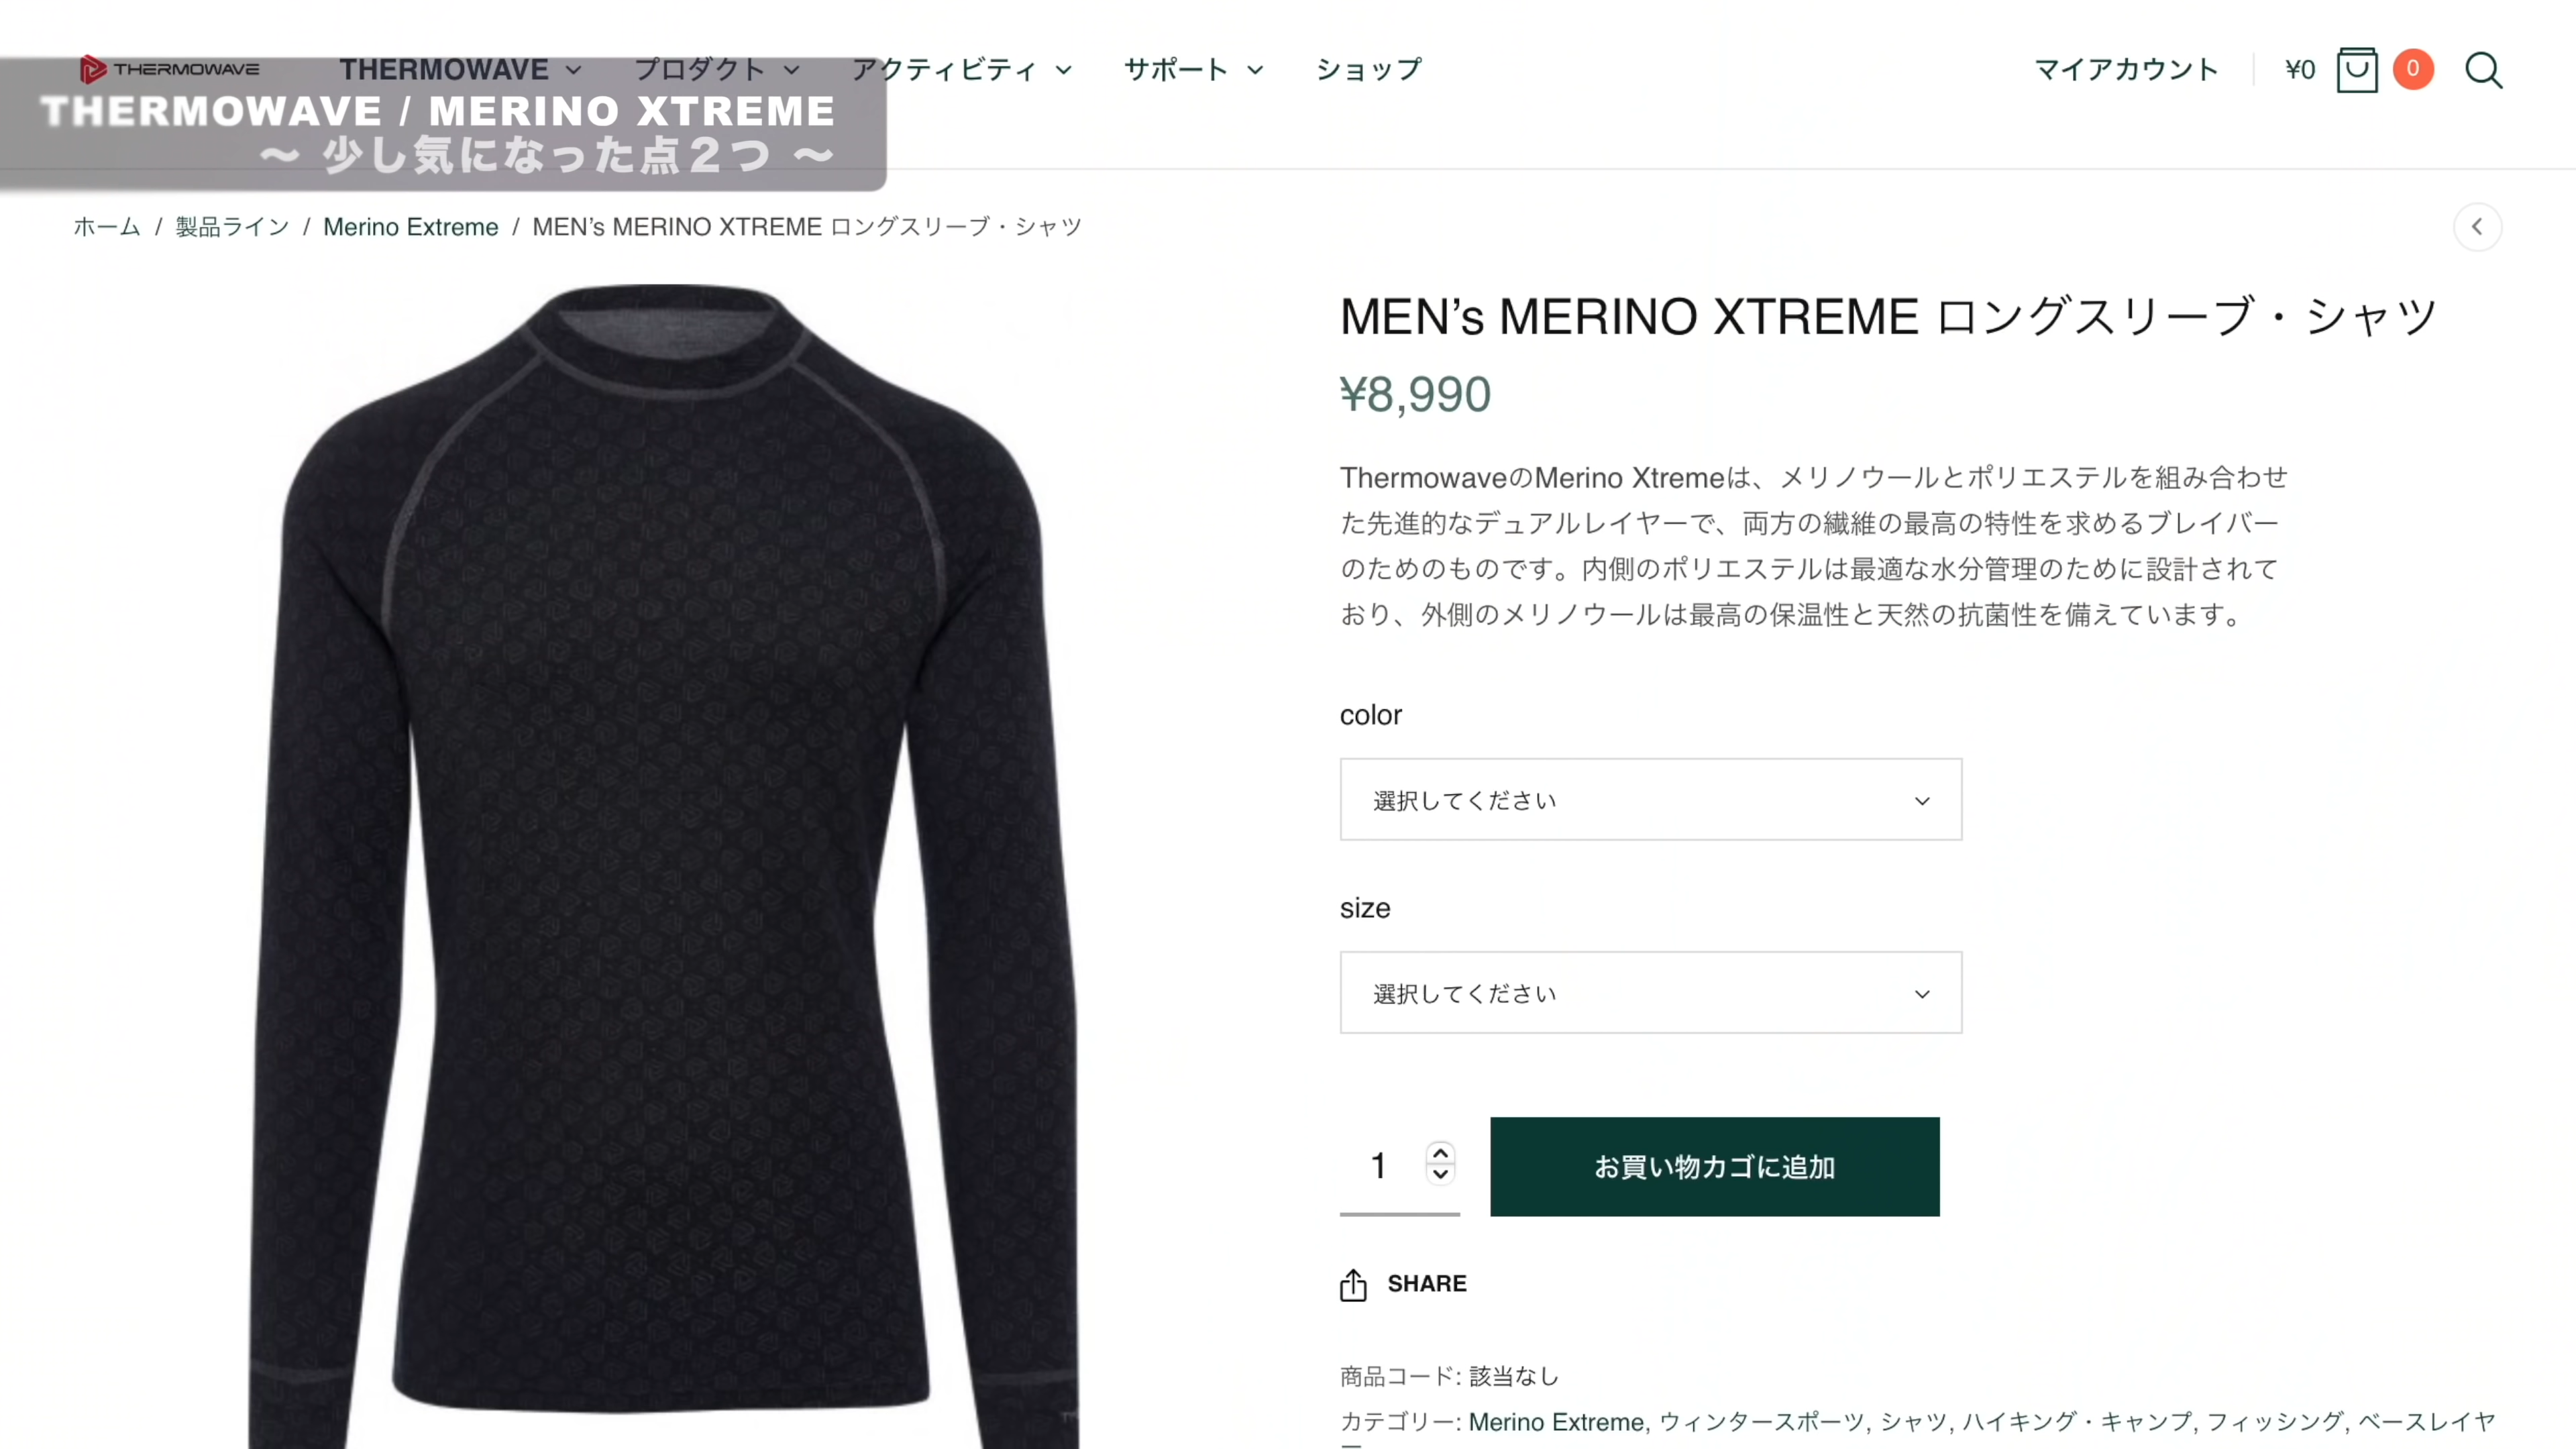 THERMOWAVE
THERMOWAVE プロダクト アクティビティ サポート ショップ マイアカウント ¥0 0
THERMOWAVE / MERINO XTREME
〜 少し気になった点２つ 〜
ホーム / 製品ライン / Merino Extreme / MEN’s MERINO XTREME ロングスリーブ・シャツ
MEN’s MERINO XTREME ロングスリーブ・シャツ
¥8,990
ThermowaveのMerino Xtremeは、メリノウールとポリエステルを組み合わせ
た先進的なデュアルレイヤーで、両方の繊維の最高の特性を求めるブレイバー
のためのものです。内側のポリエステルは最適な水分管理のために設計されて
おり、外側のメリノウールは最高の保温性と天然の抗菌性を備えています。
color
選択してください
size
選択してください
1
お買い物カゴに追加
SHARE
商品コード: 該当なし
カテゴリー: Merino Extreme, ウィンタースポーツ, シャツ, ハイキング・キャンプ, フィッシング, ベースレイヤ